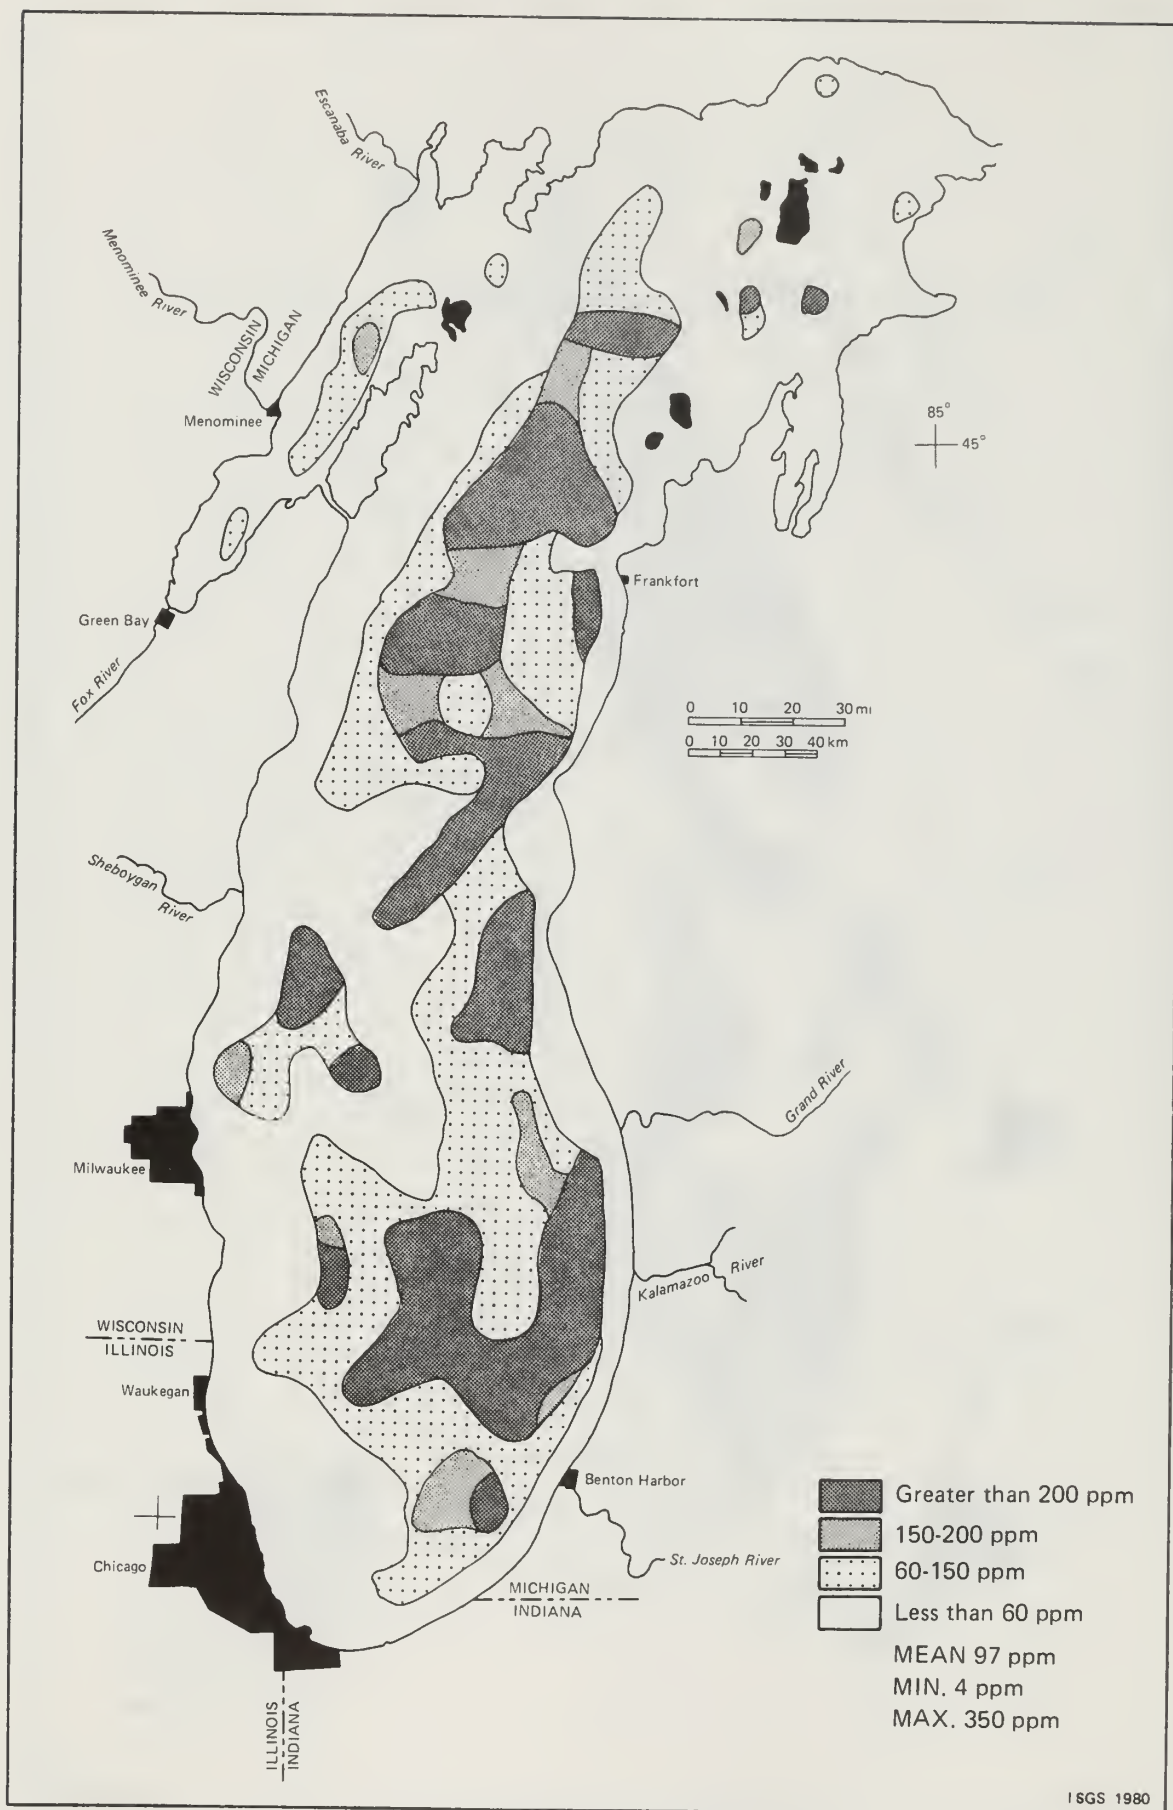 Escanaba
River
Menominee River
WISCONSIN
MICHIGAN
Menominee
85°
45°
Frankfort
Green Bay
Fox River
0 10 20 30 mi
0 10 20 30 40 km
Sheboygan
River
Grand River
Milwaukee
Kalamazoo River
WISCONSIN
ILLINOIS
Waukegan
Benton Harbor
Chicago
St. Joseph River
MICHIGAN
INDIANA
ILLINOIS
INDIANA
Greater than 200 ppm
150-200 ppm
60-150 ppm
Less than 60 ppm
MEAN 97 ppm
MIN. 4 ppm
MAX. 350 ppm
ISGS 1980